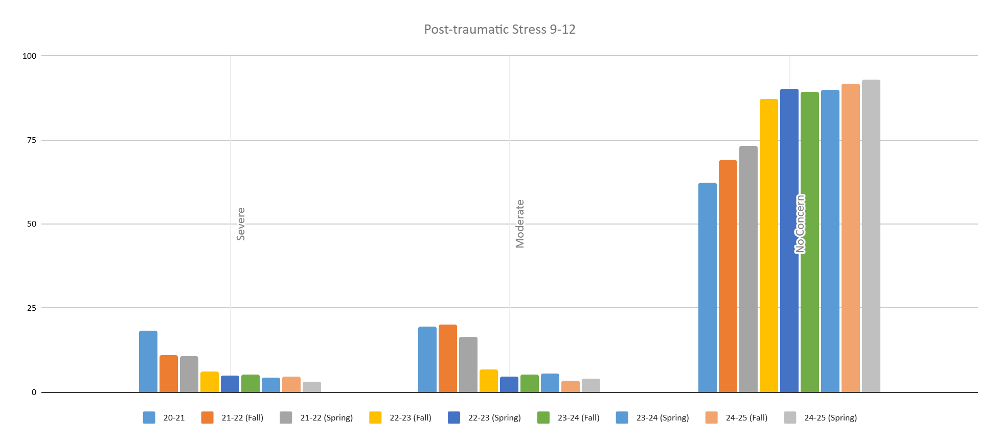 Post-traumatic Stress 9-12
100
75
50
25
0
Severe
Moderate
No Concern
20-21
21-22 (Fall)
21-22 (Spring)
22-23 (Fall)
22-23 (Spring)
23-24 (Fall)
23-24 (Spring)
24-25 (Fall)
24-25 (Spring)